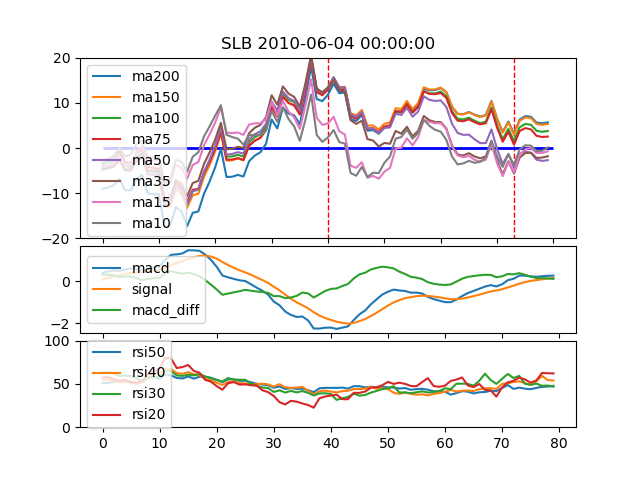 SLB 2010-06-04 00:00:00
20
10
0
−10
−20
ma200
ma150
ma100
ma75
ma50
ma35
ma15
ma10
0
−2
macd
signal
macd_diff
100
50
0
rsi50
rsi40
rsi30
rsi20
0 10 20 30 40 50 60 70 80